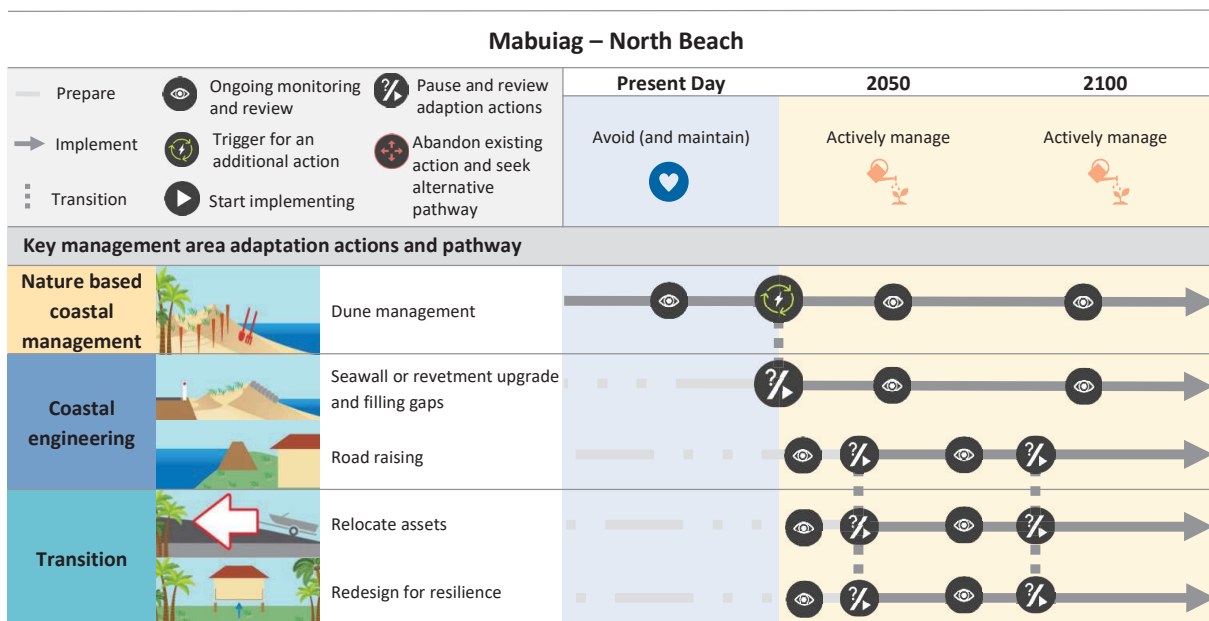 Mabuiag – North Beach
Prepare
Ongoing monitoring
and review
Pause and review
adaption actions
Implement
Trigger for an
additional action
Abandon existing
action and seek
alternative
pathway
Transition
Start implementing
Present Day
2050
2100
Avoid (and maintain)
Actively manage
Actively manage
Key management area adaptation actions and pathway
Nature based
coastal
management
Dune management
Coastal
engineering
Seawall or revetment upgrade
and filling gaps
Road raising
Transition
Relocate assets
Redesign for resilience